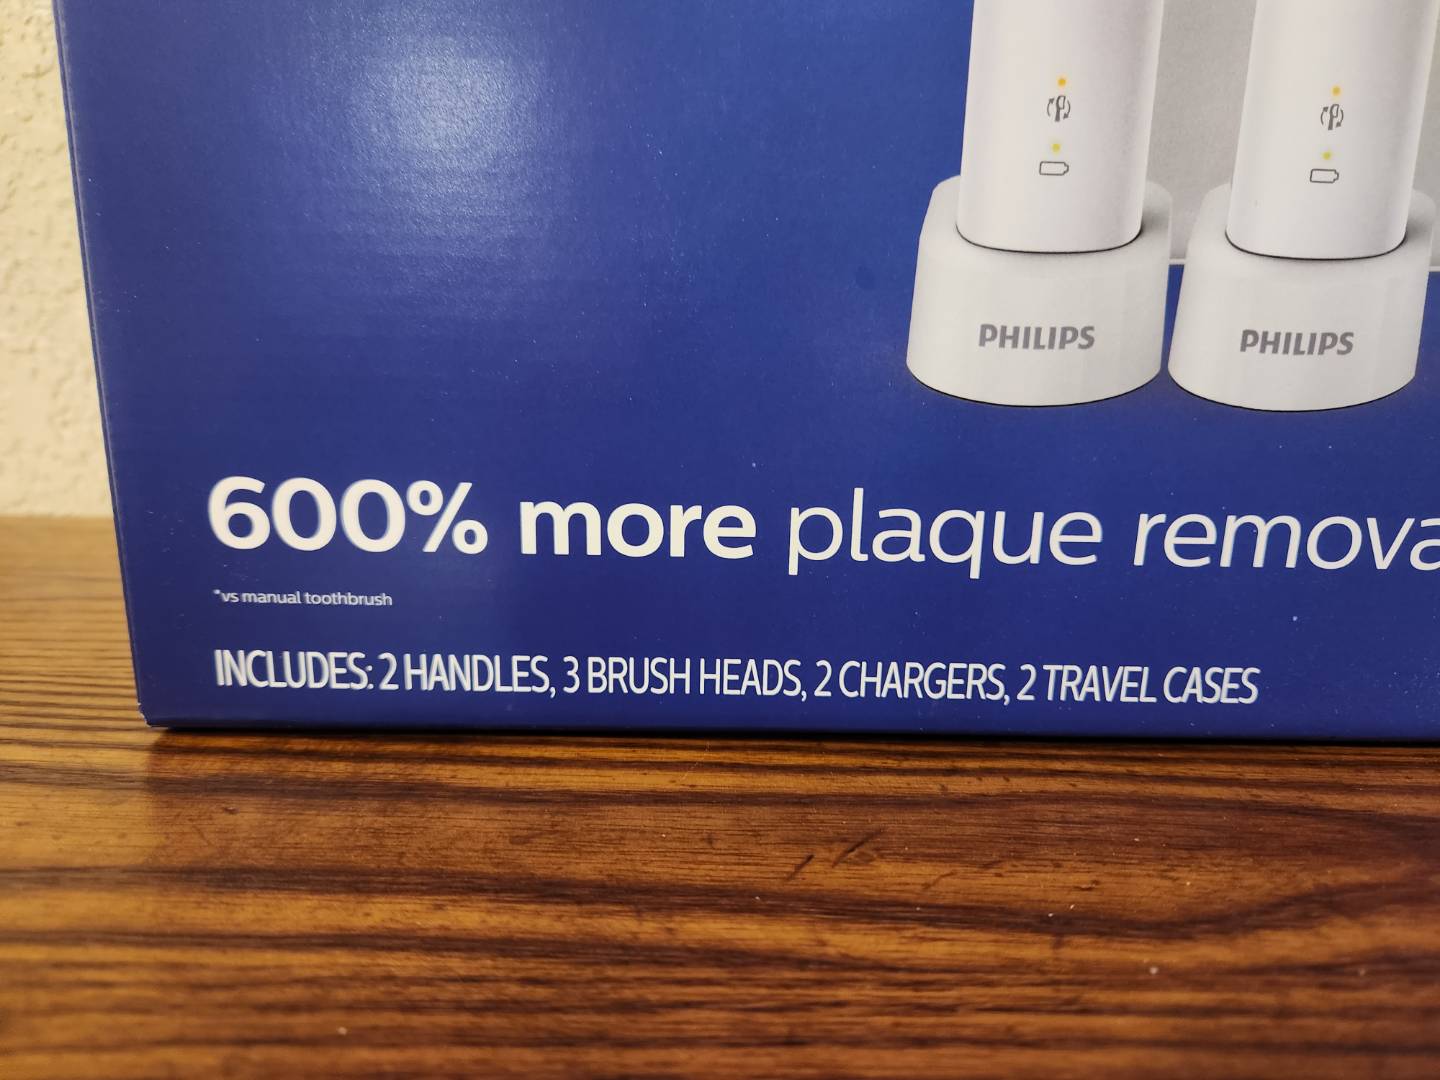 PHILIPS PHILIPS
600% more plaque
*vs manual toothbrush
INCLUDES: 2 HANDLES, 3 BRUSH HEADS, 2 CHARGERS, 2 TRAVEL CASES